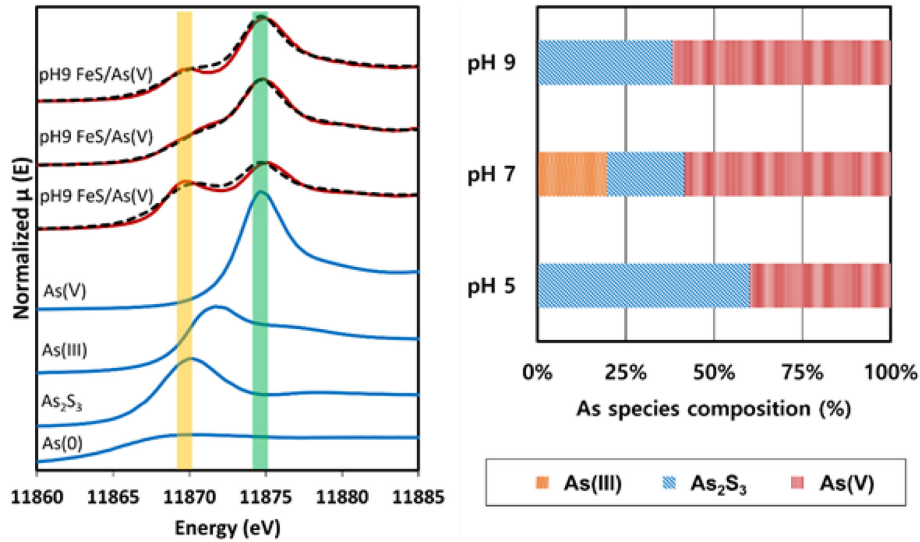 pH9 FeS/As(V)
pH9 FeS/As(V)
pH9 FeS/As(V)
As(V)
As(III)
As₂S₃
As(0)
Normalized μ (E)
11860 11865 11870 11875 11880 11885
Energy (eV)
pH 9
pH 7
pH 5
0% 25% 50% 75% 100%
As species composition (%)
As(III) As₂S₃ As(V)